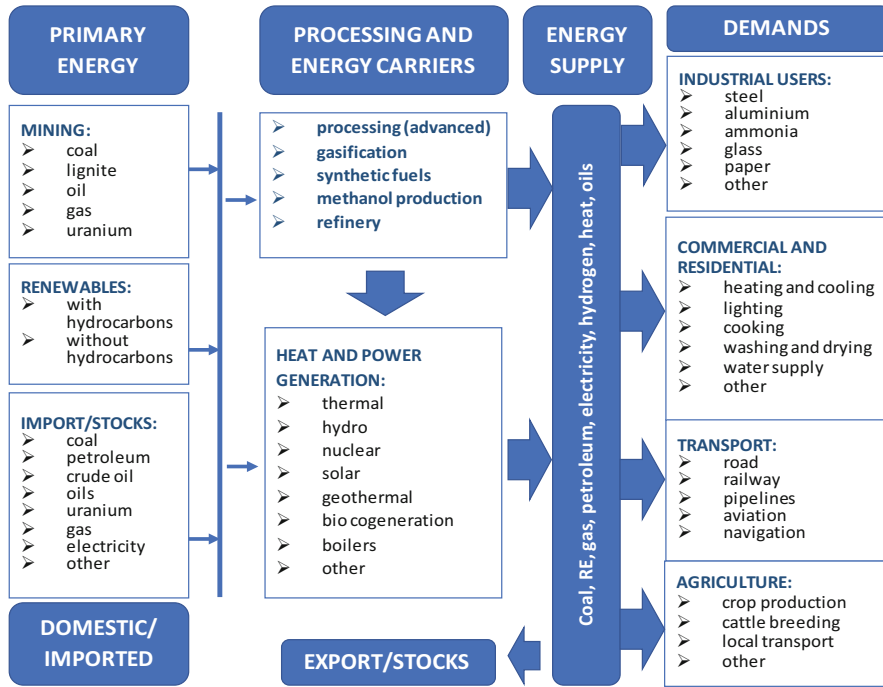 PRIMARY
ENERGY
MINING:
coal
lignite
oil
gas
uranium
RENEWABLES:
with
hydrocarbons
without
hydrocarbons
IMPORT/STOCKS:
coal
petroleum
crude oil
oils
uranium
gas
electricity
other
DOMESTIC/
IMPORTED
PROCESSING AND
ENERGY CARRIERS
processing (advanced)
gasification
synthetic fuels
methanol production
refinery
HEAT AND POWER
GENERATION:
thermal
hydro
nuclear
solar
geothermal
bio cogeneration
boilers
other
EXPORT/STOCKS
ENERGY
SUPPLY
Coal, RE, gas, petroleum, electricity, hydrogen, heat, oils
DEMANDS
INDUSTRIAL USERS:
steel
aluminium
ammonia
glass
paper
other
COMMERCIAL AND
RESIDENTIAL:
heating and cooling
lighting
cooking
washing and drying
water supply
other
TRANSPORT:
road
railway
pipelines
aviation
navigation
AGRICULTURE:
crop production
cattle breeding
local transport
other